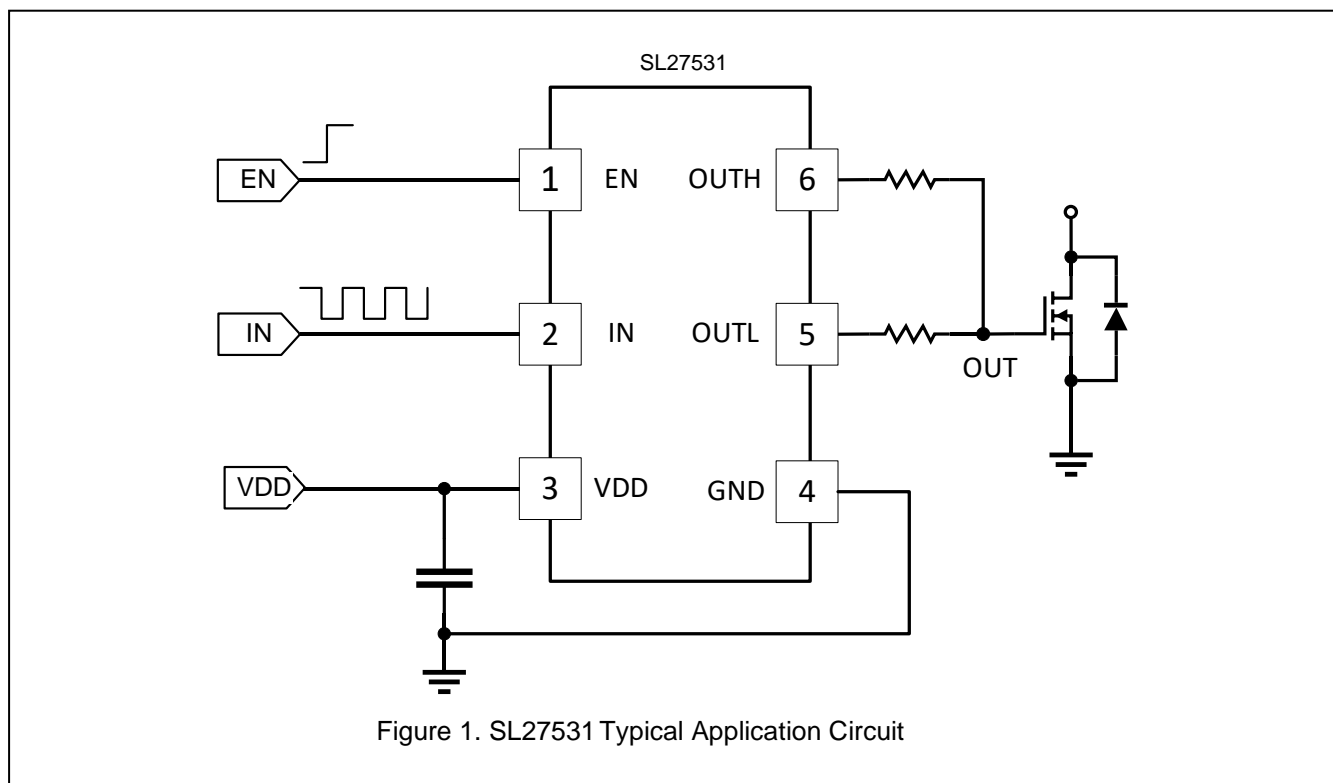 SL27531
EN
1
EN
OUTH
6
IN
2
IN
OUTL
5
OUT
VDD
3
VDD
GND
4
Figure 1. SL27531 Typical Application Circuit